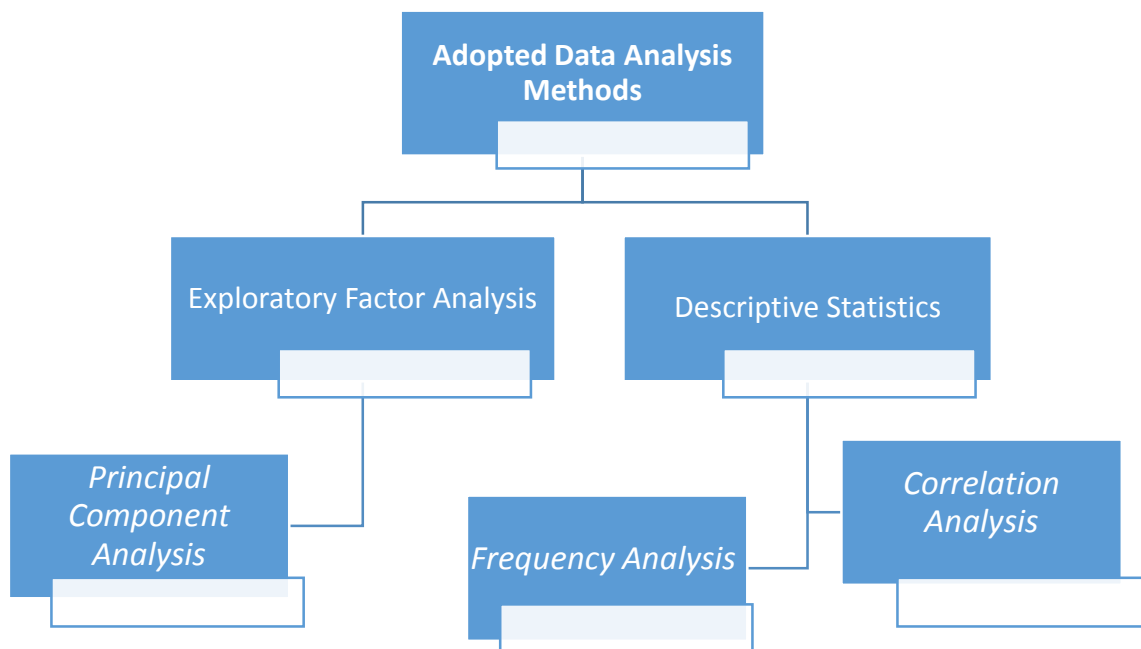 Adopted Data Analysis
Methods
Exploratory Factor Analysis
Descriptive Statistics
Principal
Component
Analysis
Frequency Analysis
Correlation
Analysis